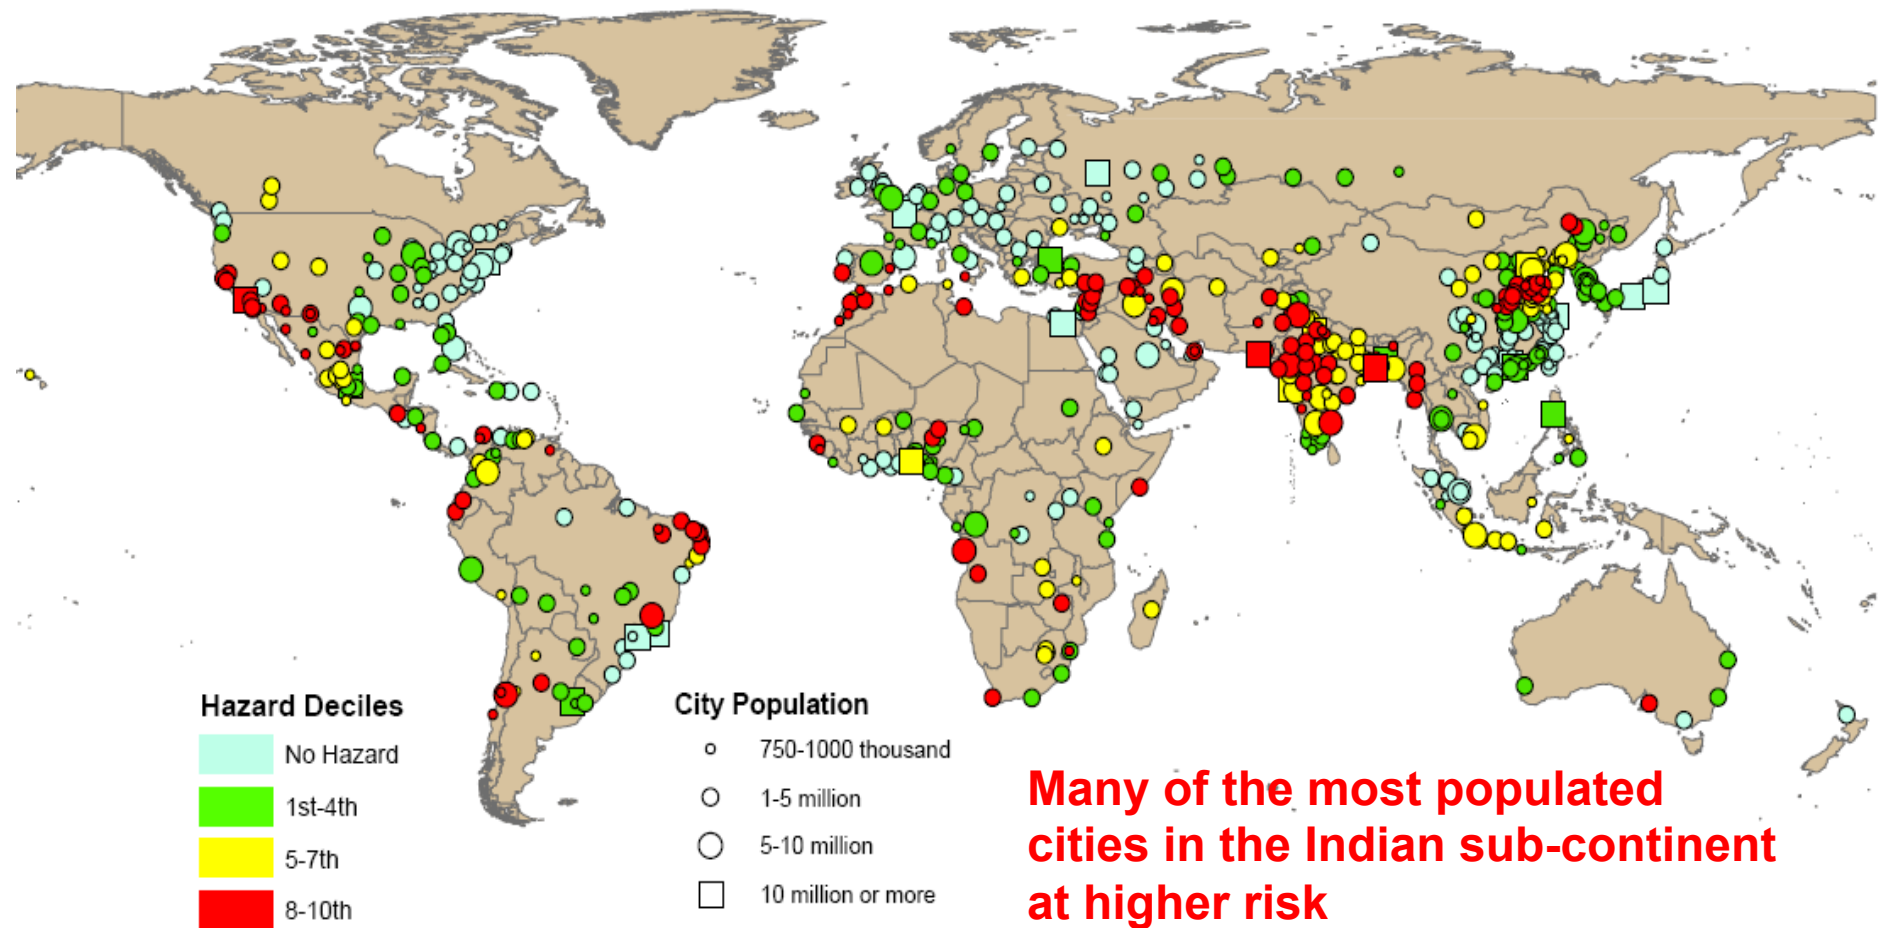 Hazard Deciles
No Hazard
1st-4th
5-7th
8-10th
City Population
750-1000 thousand
1-5 million
5-10 million
10 million or more
Many of the most populated
cities in the Indian sub-continent
at higher risk